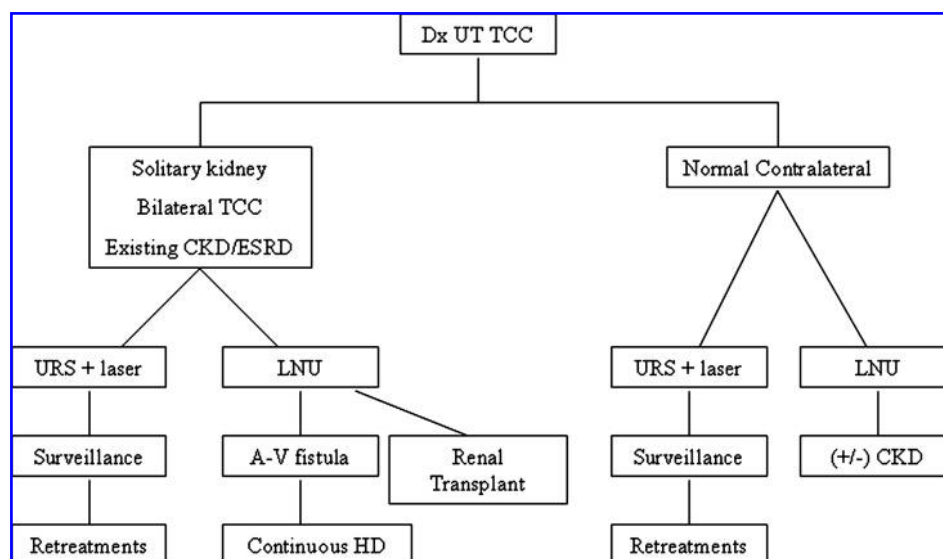 Dx UT TCC
Solitary kidney
Bilateral TCC
Existing CKD/ESRD
Normal Contralateral
URS + laser
LNU
URS + laser
LNU
Surveillance
A-V fistula
Renal
Transplant
Surveillance
(+/-) CKD
Retreatments
Continuous HD
Retreatments